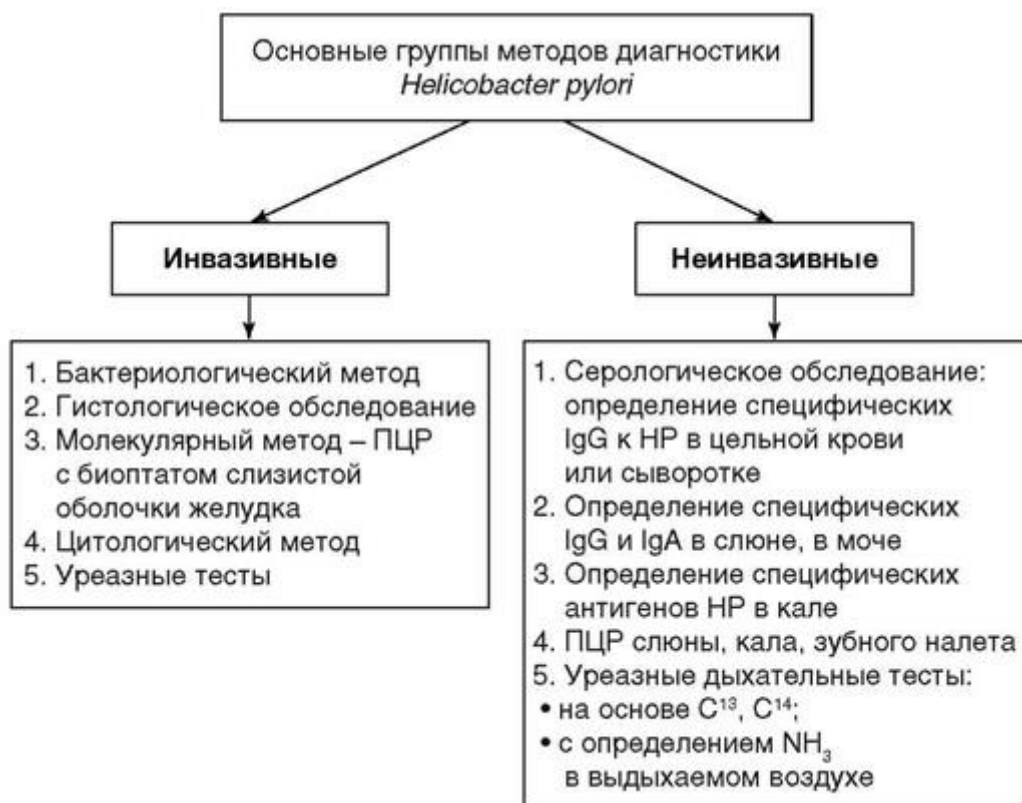 Основные группы методов диагностики
Helicobacter pylori
Инвазивные
Неинвазивные
1. Бактериологический метод
2. Гистологическое обследование
3. Молекулярный метод – ПЦР
с биоптатом слизистой
оболочки желудка
4. Цитологический метод
5. Уреазные тесты
1. Серологическое обследование:
определение специфических
IgG к HP в цельной крови
или сыворотке
2. Определение специфических
IgG и IgA в слюне, в моче
3. Определение специфических
антигенов HP в кале
4. ПЦР слюны, кала, зубного налета
5. Уреазные дыхательные тесты:
• на основе C¹³, C¹⁴;
• с определением NH₃
в выдыхаемом воздухе